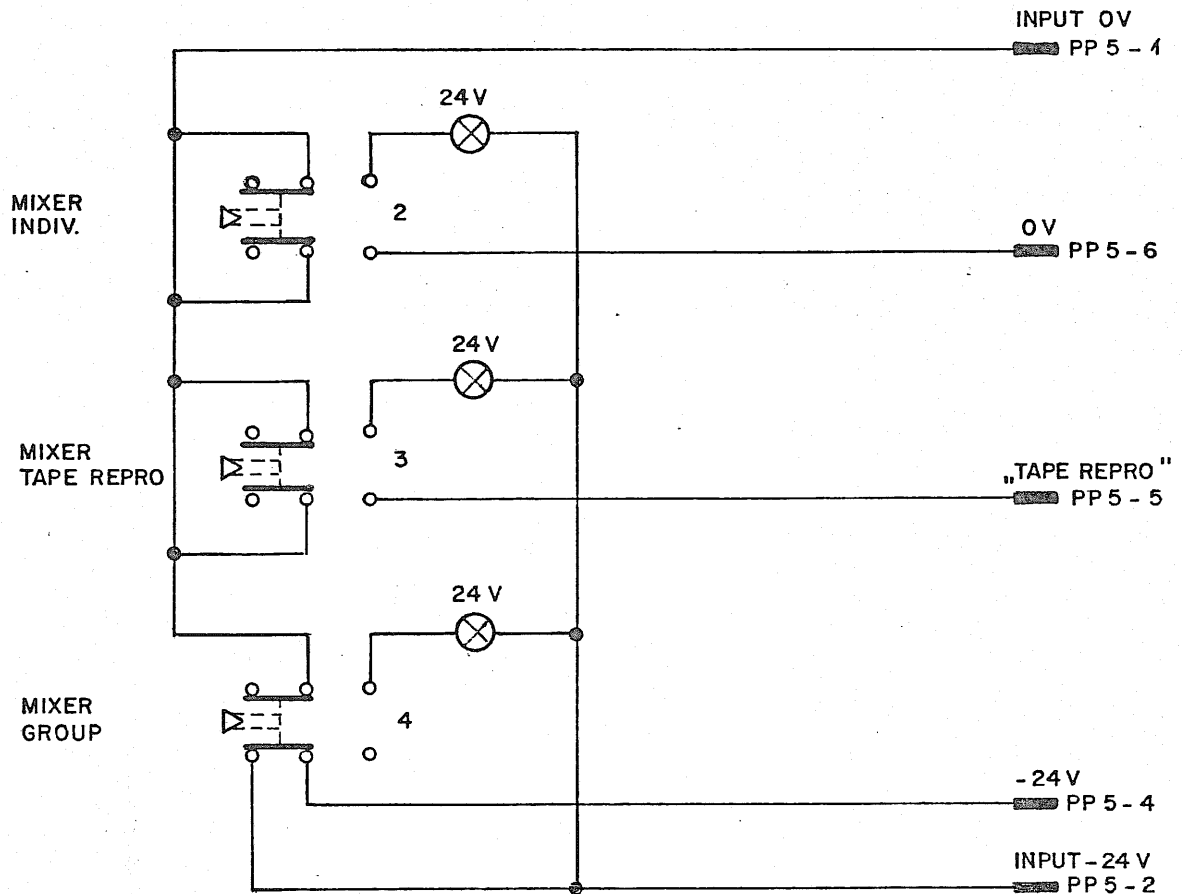 INPUT 0V
PP 5 - 1
24 V
MIXER
INDIV.
2
0 V
PP 5 - 6
24 V
MIXER
TAPE REPRO
3
„TAPE REPRO"
PP 5 - 5
24 V
MIXER
GROUP
4
-24V
PP 5 - 4
INPUT -24 V
PP 5 - 2